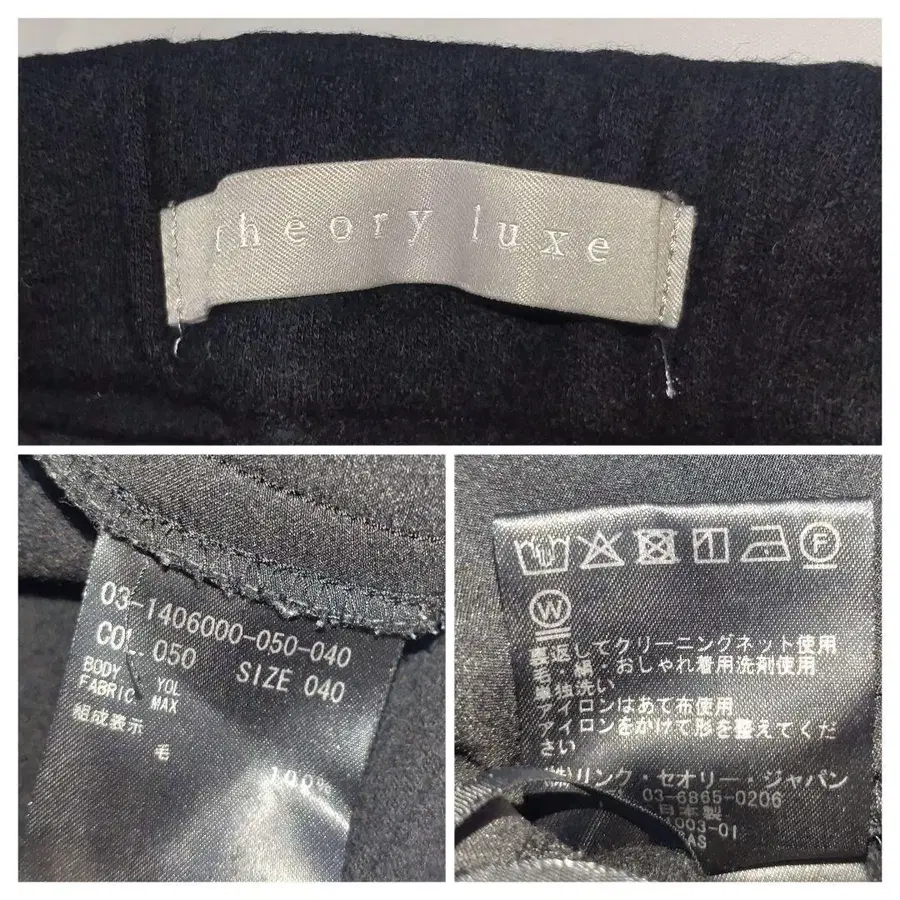 theory luxe
03-1406000-050-040
COL. 050 SIZE 040
BODY YOL
FABRIC MAX
組成表示
毛 100%
W
F
裏返してクリーニングネット使用
毛・絹・おしゃれ着用洗剤使用
単独洗い
アイロンはあて布使用
アイロンをかけて形を整えてくだ
さい
(株)リンク・セオリー・ジャパン
03-6865-0206
日本製
003-01
AS